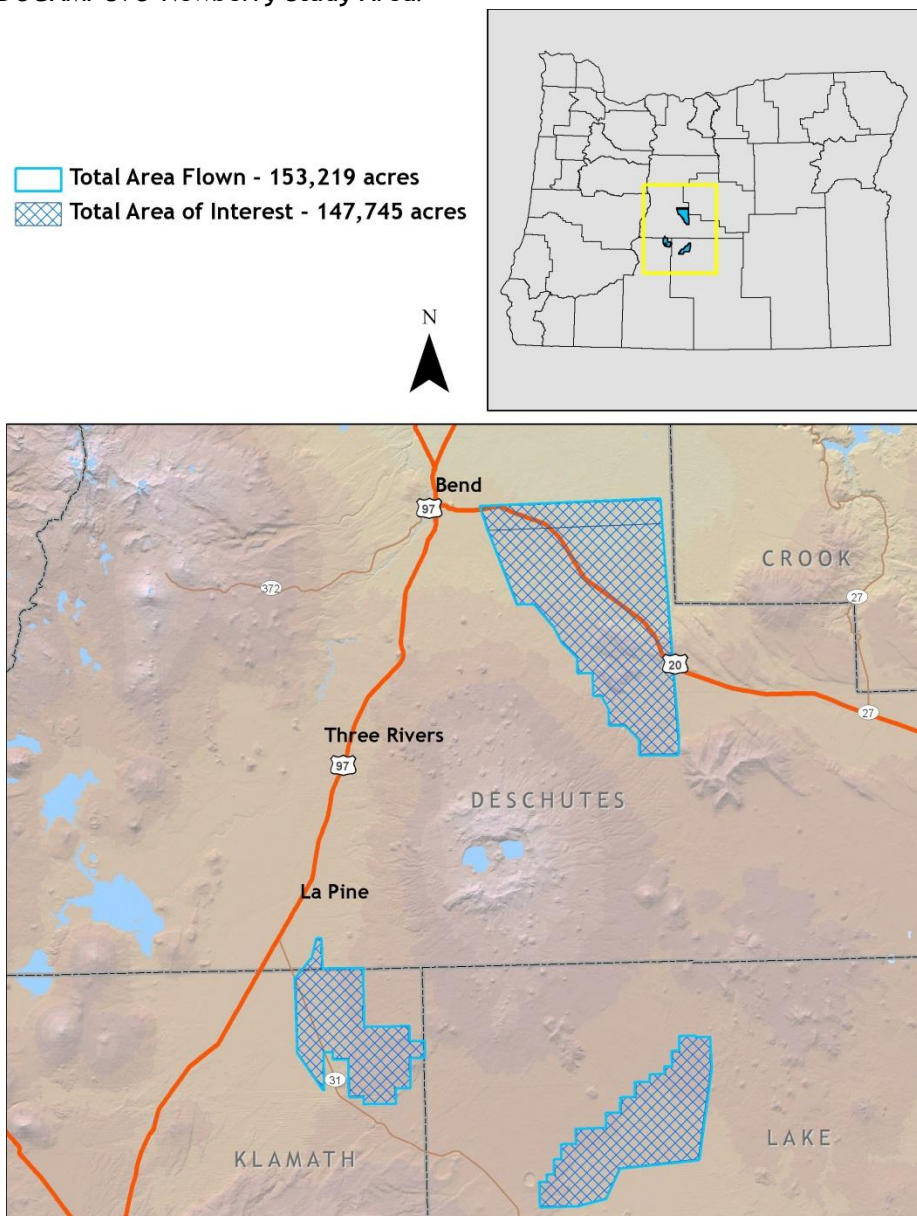 Total Area Flown - 153,219 acres
Total Area of Interest - 147,745 acres
N
Bend
97
CROOK
372
27
20
27
Three Rivers
97
DESCHUTES
La Pine
31
LAKE
KLAMATH